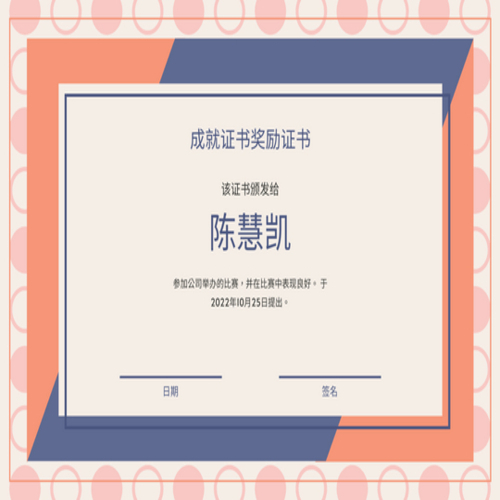 成就证书奖励证书
该证书颁发给
陈慧凯
参加公司举办的比赛，并在比赛中表现良好。 于
2022年10月25日提出。
日期
签名